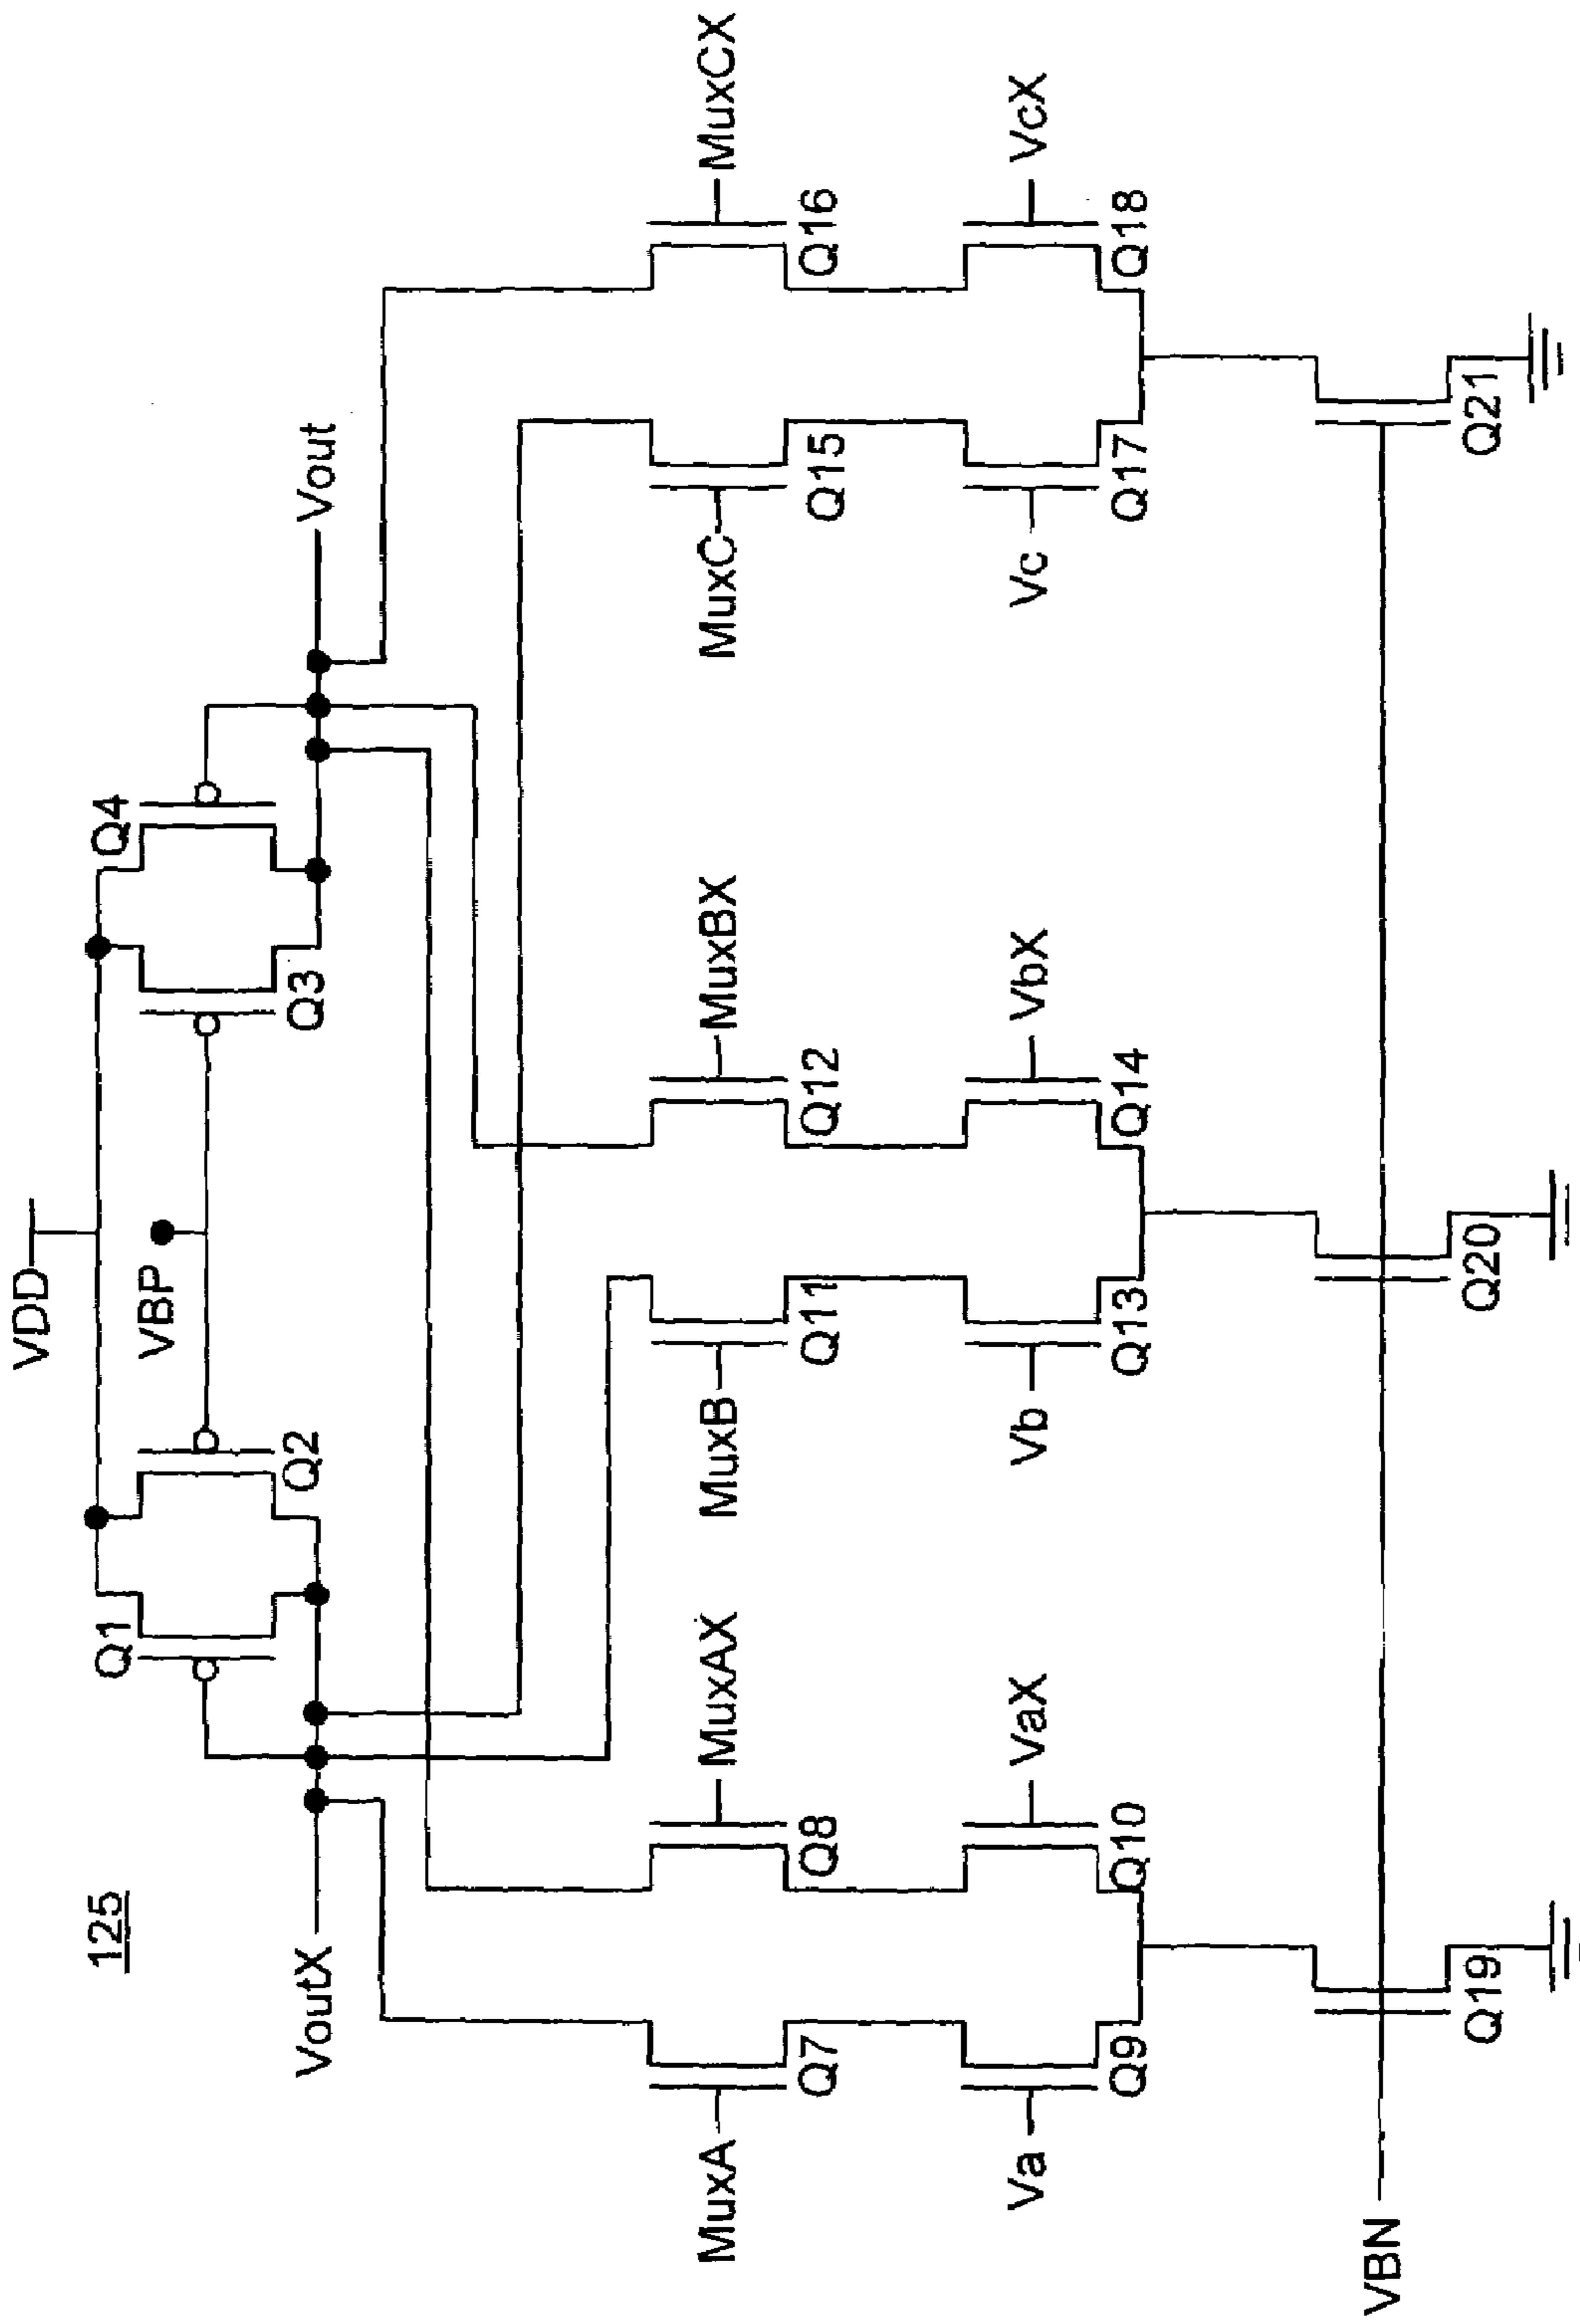 125
VDD
VBP
Q1
Q2
Q3
Q4
VoutX
Vout
MuxA
MuxAX
MuxB
MuxBX
MuxC
MuxCX
Q7
Q8
Q11
Q12
Q15
Q16
Va
VaX
Vb
VbX
Vc
VcX
Q9
Q10
Q13
Q14
Q17
Q18
VBN
Q19
Q20
Q21